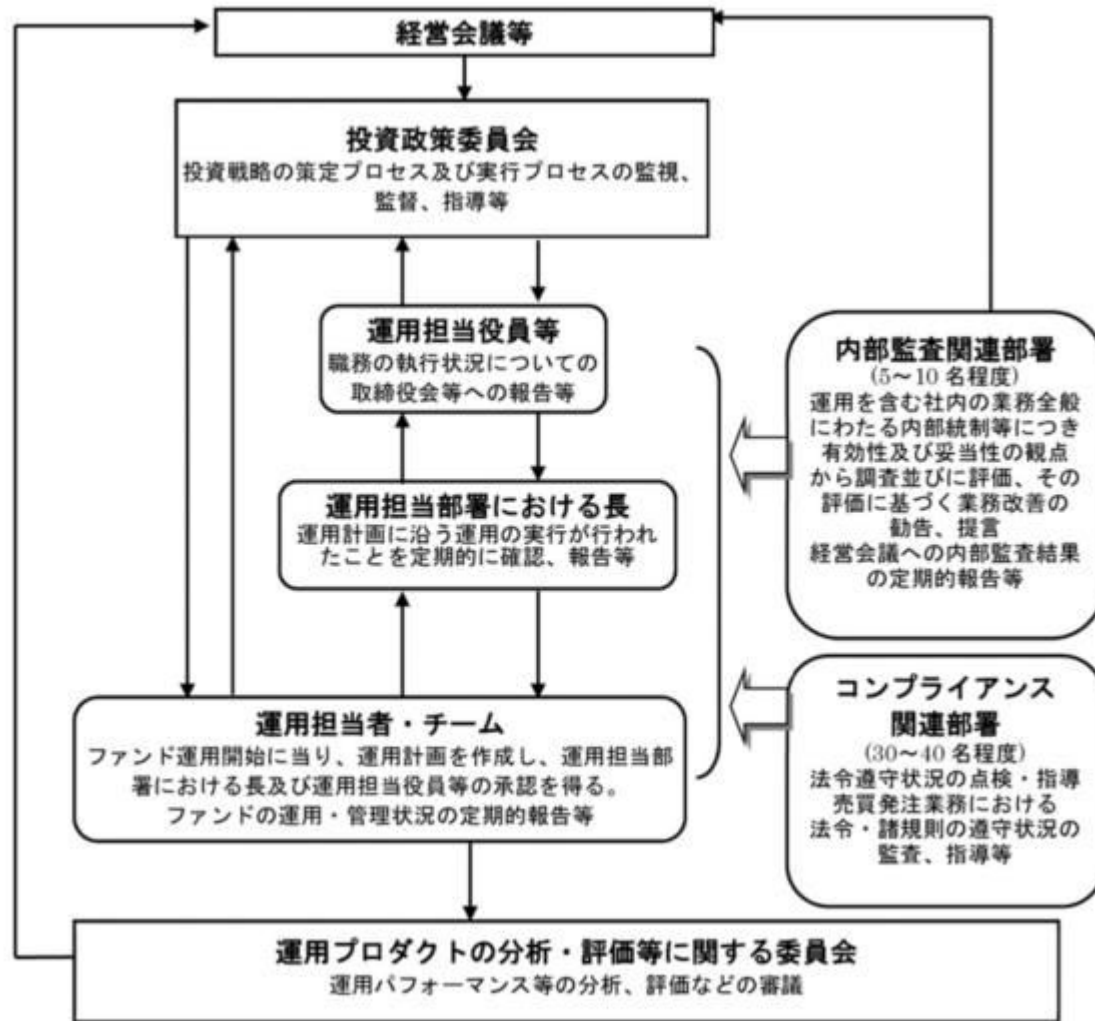 経営会議等
投資政策委員会
投資戦略の策定プロセス及び実行プロセスの監視、
監督、指導等
運用担当役員等
職務の執行状況についての
取締役会等への報告等
運用担当部署における長
運用計画に沿う運用の実行が行われ
たことを定期的に確認、報告等
運用担当者・チーム
ファンド運用開始に当り、運用計画を作成し、運用担当部
署における長及び運用担当役員等の承認を得る。
ファンドの運用・管理状況の定期的報告等
内部監査関連部署
(5～10 名程度)
運用を含む社内の業務全般
にわたる内部統制等につき
有効性及び妥当性の観点
から調査並びに評価、その
評価に基づく業務改善の
勧告、提言
経営会議への内部監査結果
の定期的報告等
コンプライアンス
関連部署
(30～40 名程度)
法令遵守状況の点検・指導
売買発注業務における
法令・諸規則の遵守状況の
監査、指導等
運用プロダクトの分析・評価等に関する委員会
運用パフォーマンス等の分析、評価などの審議